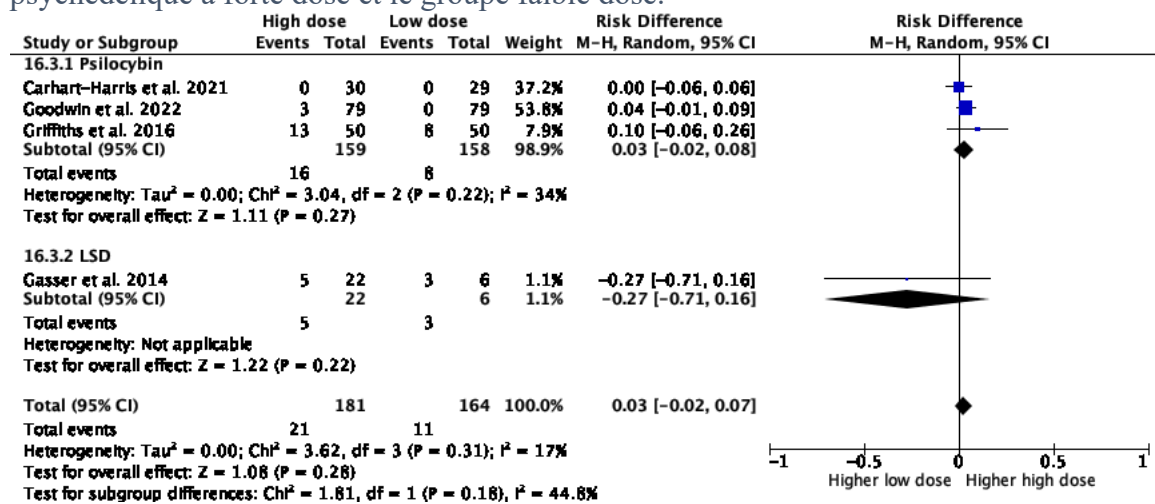 psychédélique à forte dose et le groupe faible dose.
High dose Low dose Risk Difference Risk Difference
Study or Subgroup Events Total Events Total Weight M-H, Random, 95% CI M-H, Random, 95% CI
16.3.1 Psilocybin
Carhart-Harris et al. 2021 0 30 0 29 37.2% 0.00 [-0.06, 0.06]
Goodwin et al. 2022 3 79 0 79 53.8% 0.04 [-0.01, 0.09]
Griffiths et al. 2016 13 50 8 50 7.9% 0.10 [-0.06, 0.26]
Subtotal (95% CI) 159 158 98.9% 0.03 [-0.02, 0.08]
Total events 16 8
Heterogeneity: Tau² = 0.00; Chi² = 3.04, df = 2 (P = 0.22); I² = 34%
Test for overall effect: Z = 1.11 (P = 0.27)
16.3.2 LSD
Gasser et al. 2014 5 22 3 6 1.1% -0.27 [-0.71, 0.16]
Subtotal (95% CI) 22 6 1.1% -0.27 [-0.71, 0.16]
Total events 5 3
Heterogeneity: Not applicable
Test for overall effect: Z = 1.22 (P = 0.22)
Total (95% CI) 181 164 100.0% 0.03 [-0.02, 0.07]
Total events 21 11
Heterogeneity: Tau² = 0.00; Chi² = 3.62, df = 3 (P = 0.31); I² = 17%
Test for overall effect: Z = 1.08 (P = 0.28)
Test for subgroup differences: Chi² = 1.81, df = 1 (P = 0.18), I² = 44.8%
-1 -0.5 0 0.5 1
Higher low dose Higher high dose